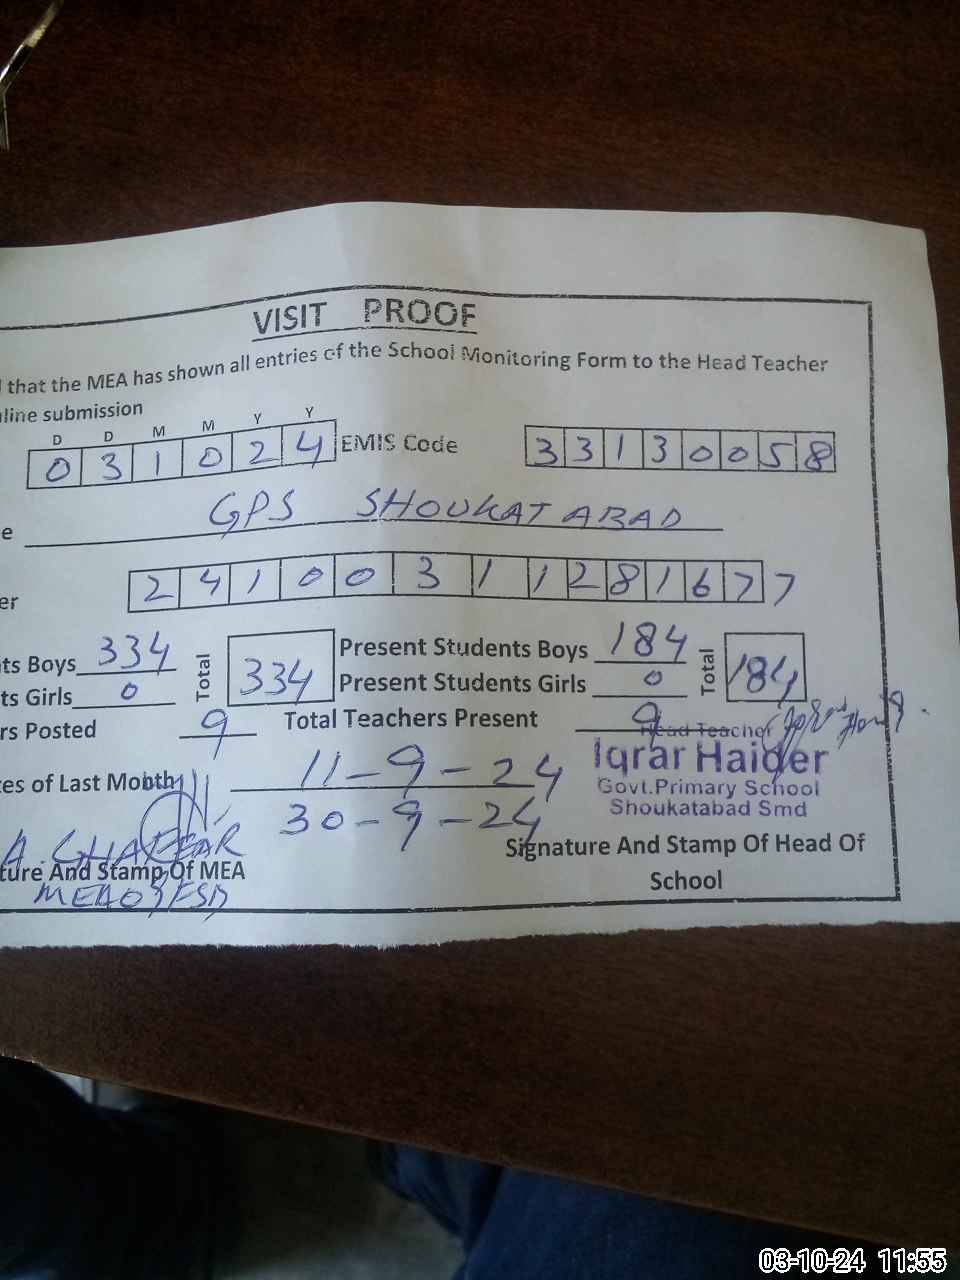 VISIT PROOF
that the MEA has shown all entries of the School Monitoring Form to the Head Teacher
line submission
D D M M Y Y
0 3 1 0 2 4 EMIS Code 3 3 1 3 0 0 5 8
e GPS SHOUKATABAD
er 2 4 1 0 0 3 1 1 2 8 1 6 7 7
ts Boys 334 Total 334 Present Students Boys 184 Total 184
ts Girls 0 Present Students Girls 0
rs Posted 9 Total Teachers Present 9
Head Teacher
Iqrar Haider
Govt.Primary School
Shoukatabad Smd
es of Last Month 11-9-24
30-9-24
A. GHAFFAR
ture And Stamp Of MEA
Signature And Stamp Of Head Of
School
03-10-24 11:55